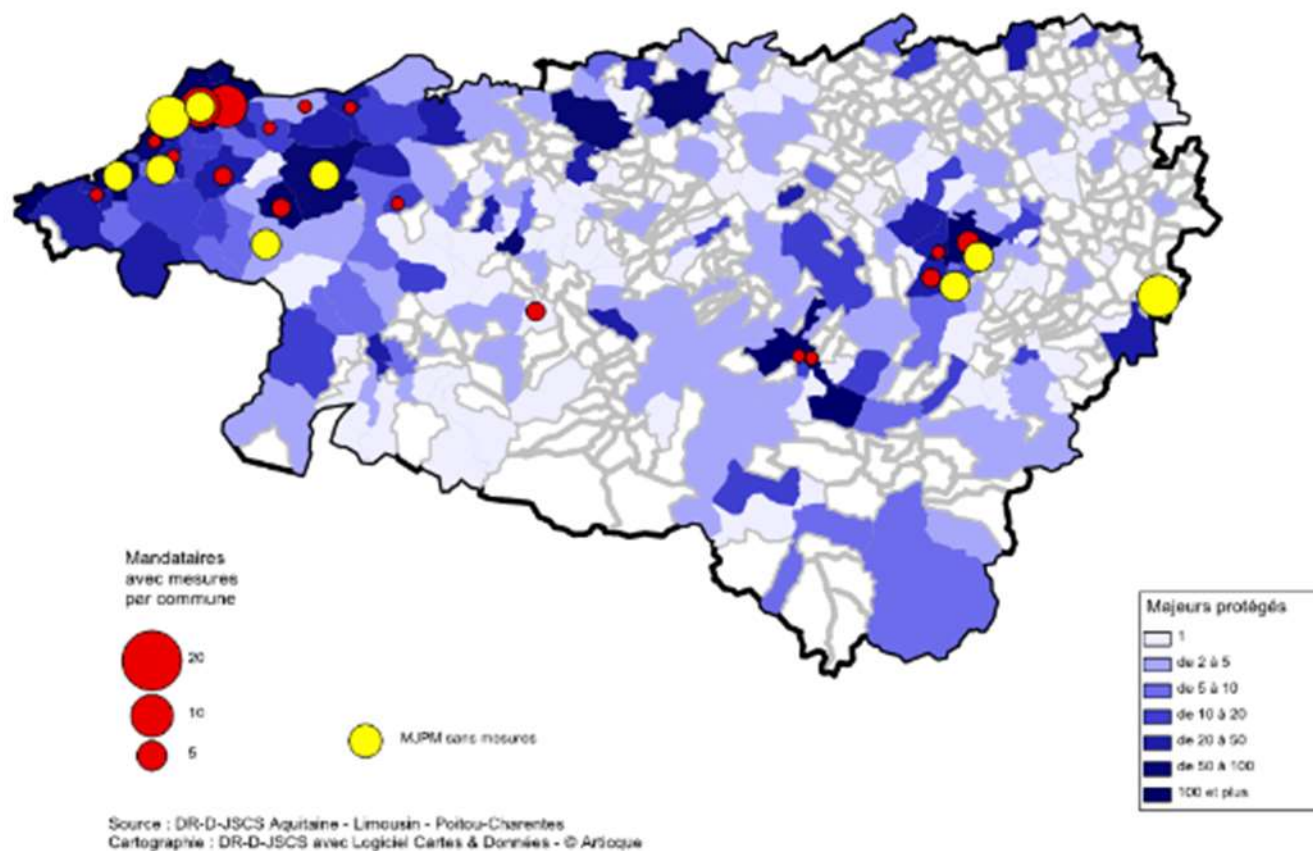 Mandataires
avec mesures
par commune
20
10
5
MJPM sans mesures
Majeurs protégés
1
de 2 à 5
de 5 à 10
de 10 à 20
de 20 à 50
de 50 à 100
100 et plus
Source : DR-D-JSCS Aquitaine - Limousin - Poitou-Charentes
Cartographie : DR-D-JSCS avec Logiciel Cartes & Données - © Articque